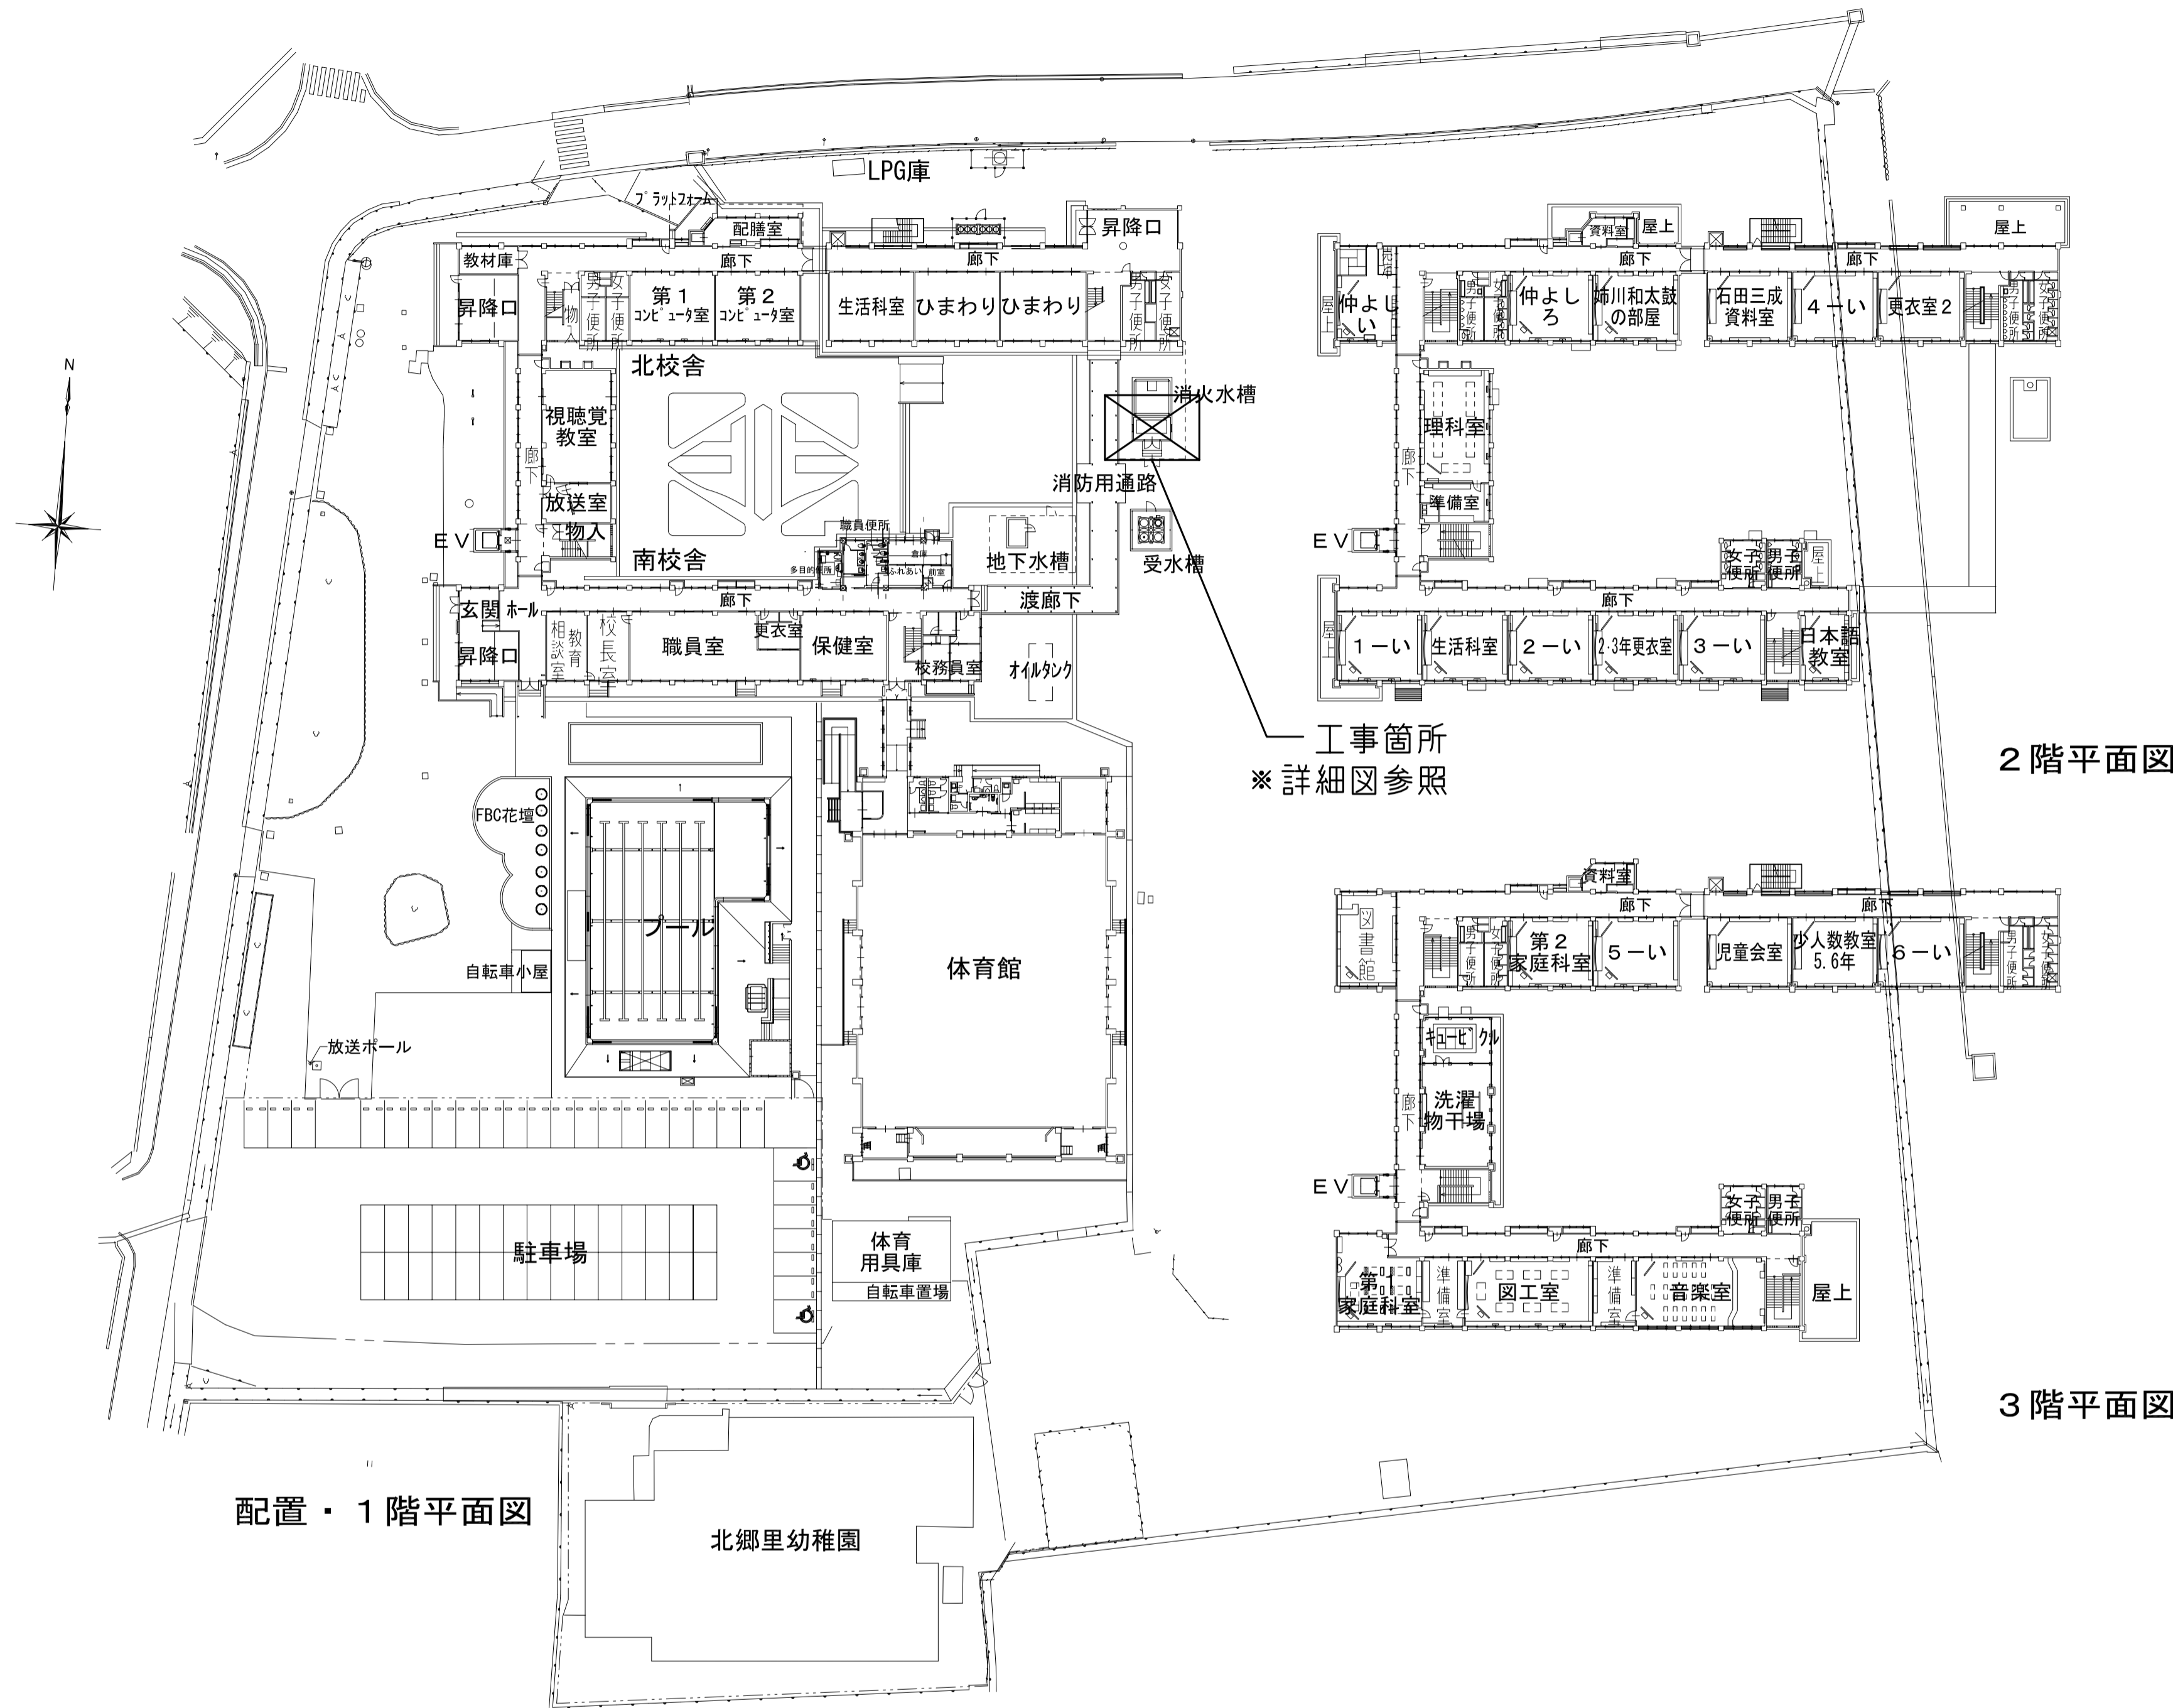 N
LPG庫
プラットフォーム
配膳室
昇降口
教材庫
廊下
廊下
昇降口
物入
男子便所
女子便所
第1
コンピュータ室
第2
コンピュータ室
生活科室
ひまわり
ひまわり
男子便所
女子便所
北校舎
消火水槽
視聴覚
教室
廊下
消防用通路
放送室
物入
職員便所
EV
南校舎
多目的便所
倉庫
ふれあい
前室
地下水槽
受水槽
玄関
ホール
廊下
渡廊下
昇降口
教育
相談室
校長室
職員室
更衣室
保健室
校務員室
オイルタンク
工事箇所
※詳細図参照
FBC花壇
プール
体育館
自転車小屋
放送ポール
駐車場
体育
用具庫
自転車置場
配置・1階平面図
北郷里幼稚園
資料室
屋上
屋上
廊下
廊下
屋上
仲よし
い
男子便所
女子便所
仲よし
ろ
姉川和太鼓
の部屋
石田三成
資料室
4-い
更衣室2
男子便所
女子便所
理科室
廊下
準備室
EV
女子
便所
男子
便所
屋上
廊下
屋上
1-い
生活科室
2-い
2・3年更衣室
3-い
日本語
教室
2階平面図
資料室
廊下
廊下
図書館
男子便所
女子便所
第2
家庭科室
5-い
児童会室
少人数教室
5.6年
6-い
男子便所
女子便所
キュービクル
廊下
洗濯
物干場
EV
女子
便所
男子
便所
廊下
第1
家庭科室
準備室
図工室
準備室
音楽室
屋上
3階平面図